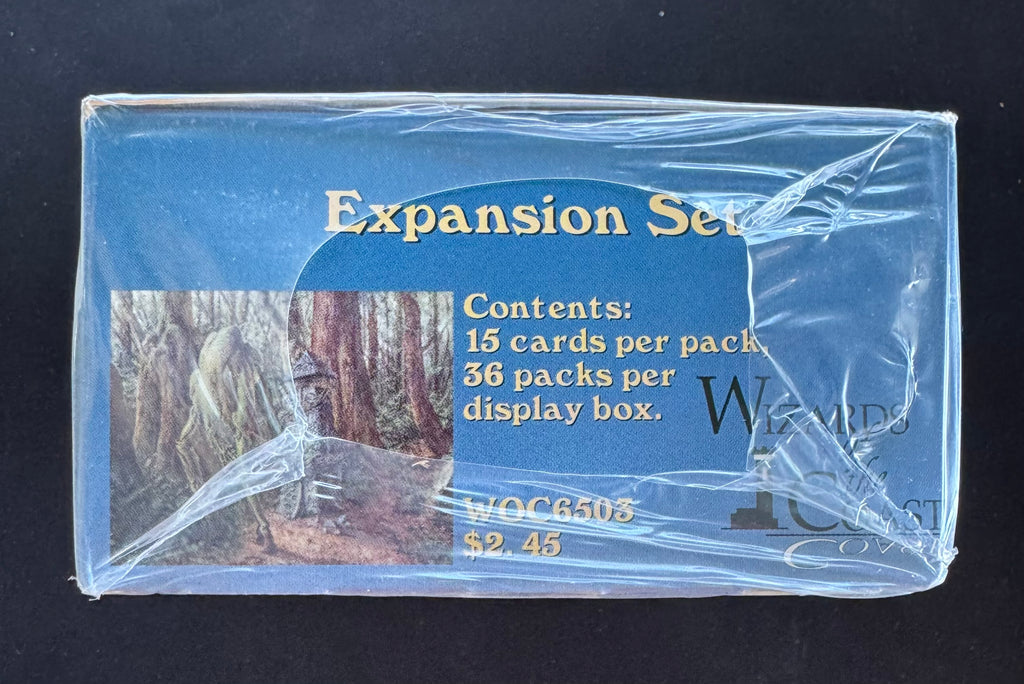 Expansion Set
Contents:
15 cards per pack,
36 packs per
display box.
WIZARDS
of the
COAST
WOC6503
$2.45